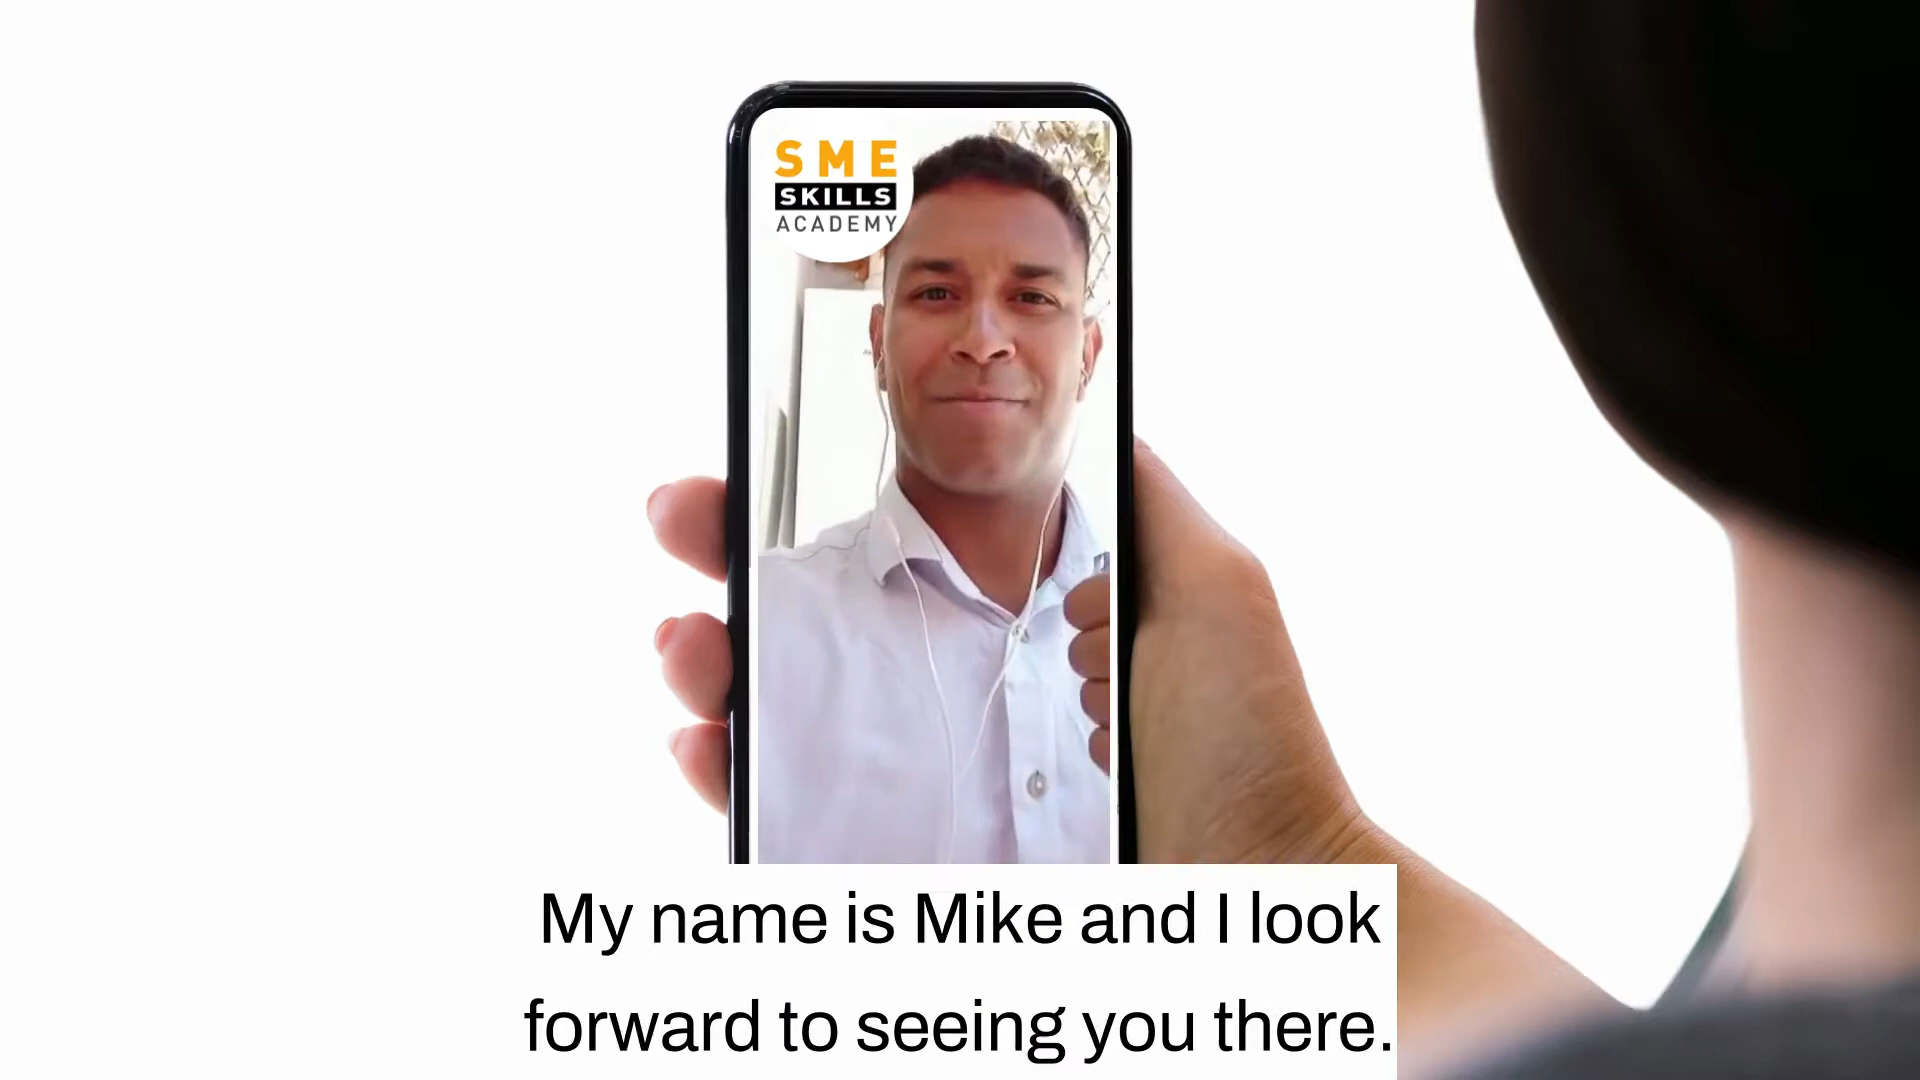 SME
SKILLS
ACADEMY
My name is Mike and I look
forward to seeing you there.